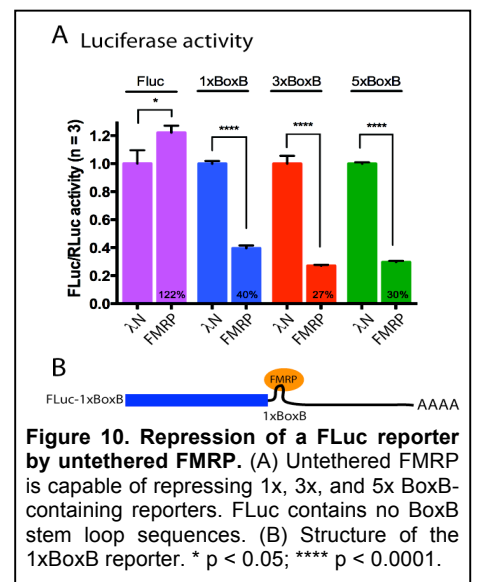 A Luciferase activity
Fluc 1xBoxB 3xBoxB 5xBoxB
* **** **** ****
FLuc/RLuc activity (n = 3)
1.2
1.0
0.8
0.6
0.4
0.2
0.0
122% 40% 27% 30%
λN FMRP λN FMRP λN FMRP λN FMRP
B
FMRP
FLuc-1xBoxB AAAA
1xBoxB
Figure 10. Repression of a FLuc reporter
by untethered FMRP. (A) Untethered FMRP
is capable of repressing 1x, 3x, and 5x BoxB-
containing reporters. FLuc contains no BoxB
stem loop sequences. (B) Structure of the
1xBoxB reporter. * p < 0.05; **** p < 0.0001.